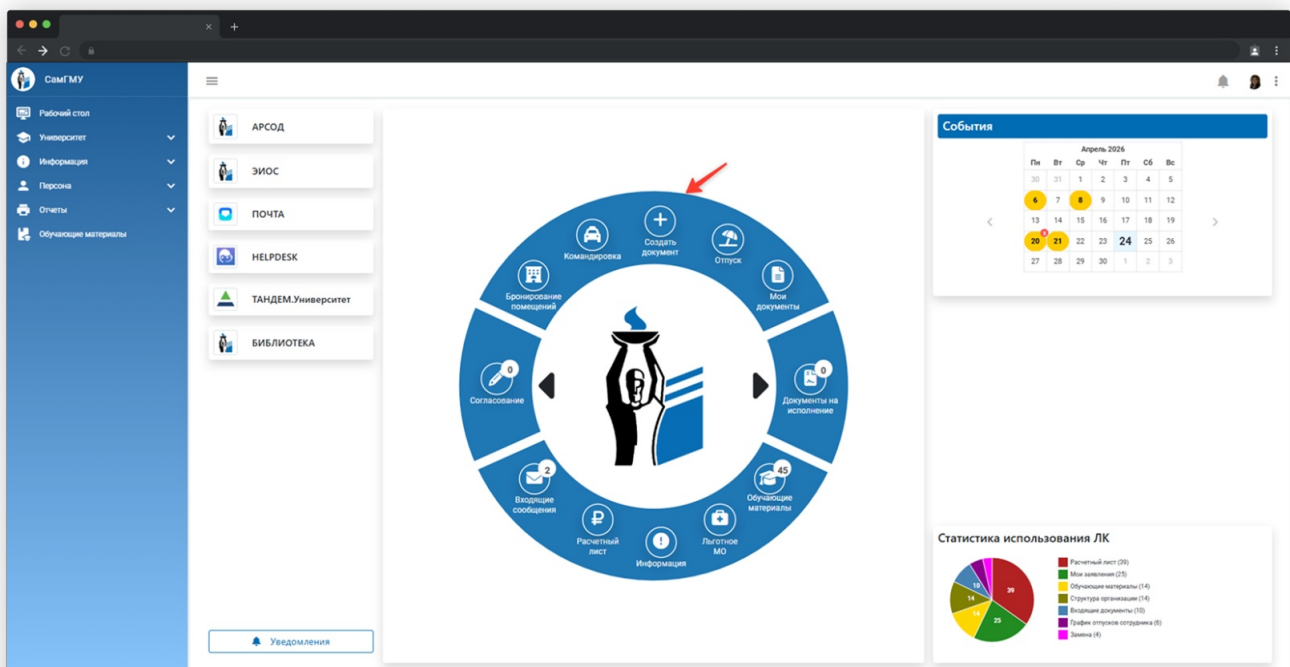 СамГМУ
Рабочий стол
Университет
Информация
Персона
Отчеты
Обучающие материалы
АРСОД
ЭИОС
ПОЧТА
HELPDESK
ТАНДЕМ.Университет
БИБЛИОТЕКА
Уведомления
Создать
документ
Командировка
Отпуск
Бронирование
помещений
Мои
документы
0
Согласование
0
Документы на
исполнение
2
Входящие
сообщения
45
Обучающие
материалы
Расчетный
лист
Льготное
МО
Информация
События
Апрель 2026
Пн Вт Ср Чт Пт Сб Вс
30 31 1 2 3 4 5
6 7 8 9 10 11 12
13 14 15 16 17 18 19
20 21 22 23 24 25 26
27 28 29 30 1 2 3
Статистика использования ЛК
39
25
14
14
10
Расчетный лист (39)
Мои заявления (25)
Обучающие материалы (14)
Структура организации (14)
Входящие документы (10)
График отпусков сотрудника (6)
Замена (4)